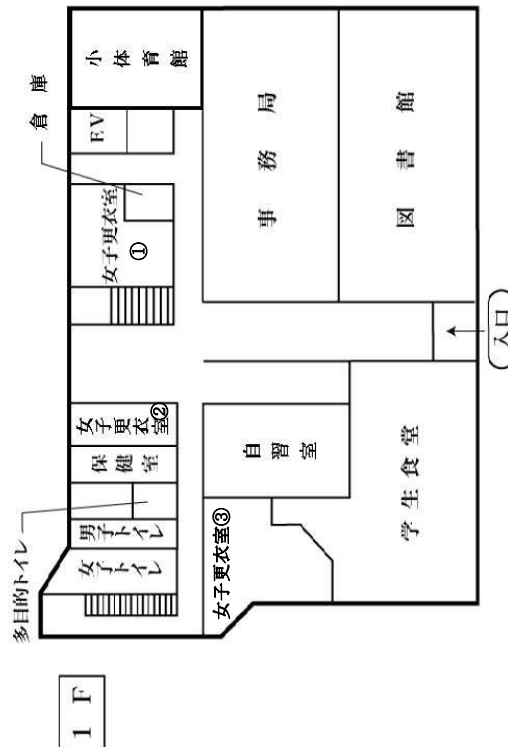 1 F
多目的トイレ
女子トイレ
男子トイレ
保健室
女子更衣室②
女子更衣室①
倉庫
EV
小体育館
女子更衣室③
自習室
事務局
学生食堂
図書館
入口